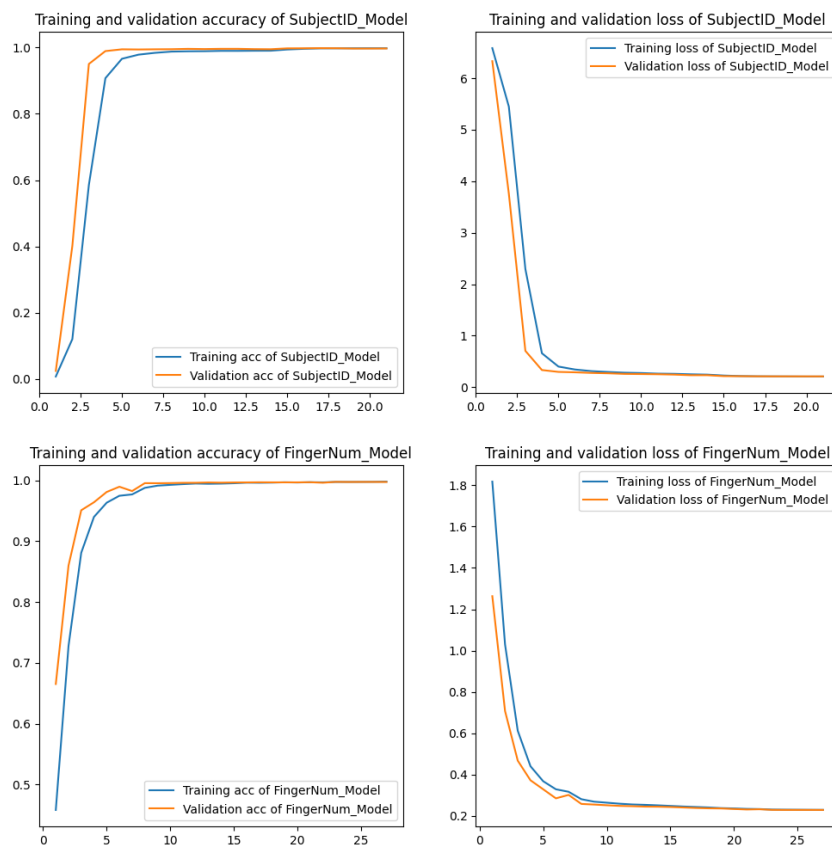 Training and validation accuracy of SubjectID_Model
1.0
0.8
0.6
0.4
0.2
0.0
0.0 2.5 5.0 7.5 10.0 12.5 15.0 17.5 20.0
Training acc of SubjectID_Model
Validation acc of SubjectID_Model
Training and validation loss of SubjectID_Model
6
5
4
3
2
1
0
0.0 2.5 5.0 7.5 10.0 12.5 15.0 17.5 20.0
Training loss of SubjectID_Model
Validation loss of SubjectID_Model
Training and validation accuracy of FingerNum_Model
1.0
0.9
0.8
0.7
0.6
0.5
0 5 10 15 20 25
Training acc of FingerNum_Model
Validation acc of FingerNum_Model
Training and validation loss of FingerNum_Model
1.8
1.6
1.4
1.2
1.0
0.8
0.6
0.4
0.2
0 5 10 15 20 25
Training loss of FingerNum_Model
Validation loss of FingerNum_Model